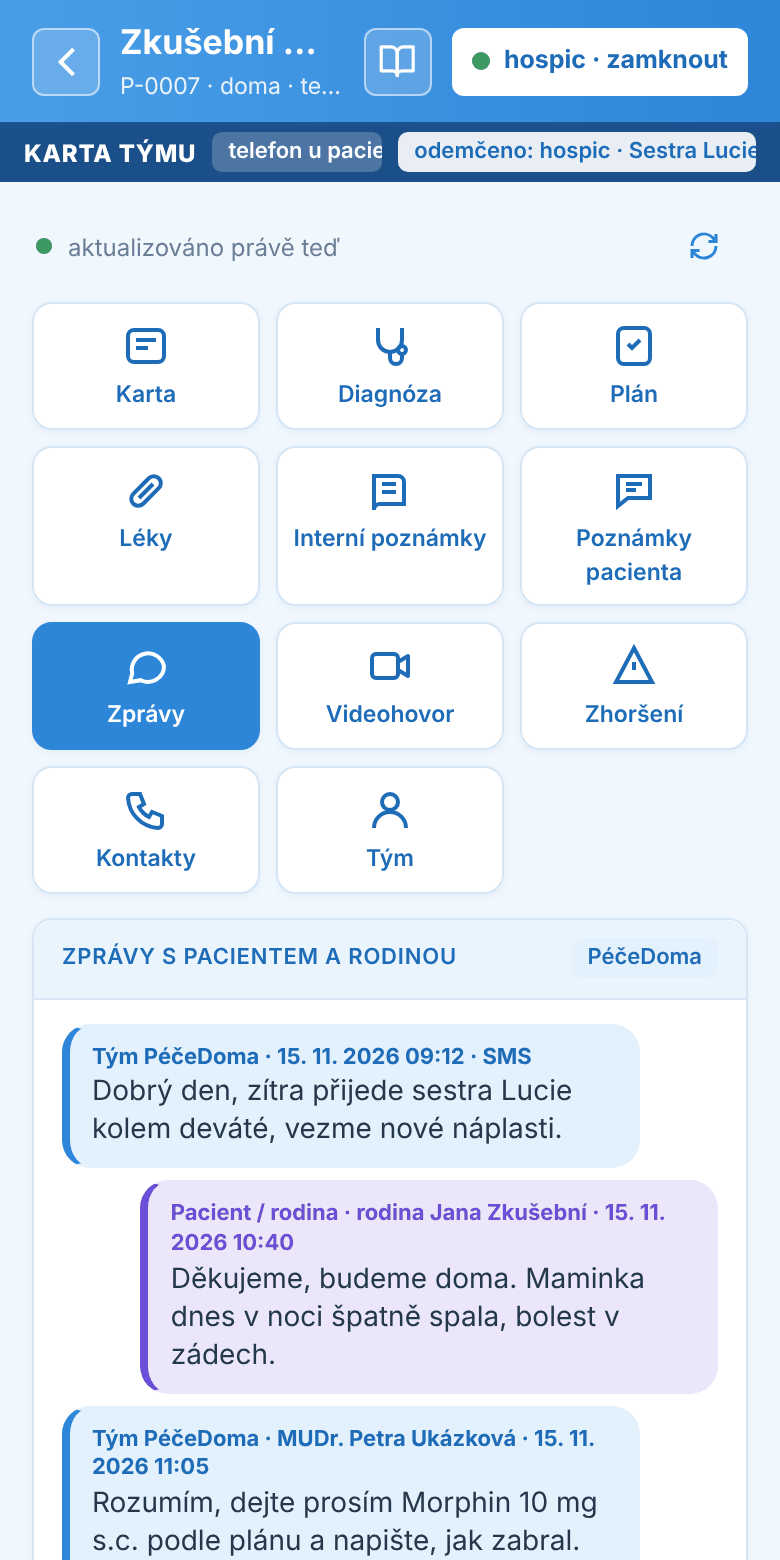 Zkušební ...
P-0007 · doma · te...
hospic · zamknout
KARTA TÝMU
telefon u pacie
odemčeno: hospic · Sestra Lucie
aktualizováno právě teď
Karta
Diagnóza
Plán
Léky
Interní poznámky
Poznámky
pacienta
Zprávy
Videohovor
Zhoršení
Kontakty
Tým
ZPRÁVY S PACIENTEM A RODINOU
PéčeDoma
Tým PéčeDoma · 15. 11. 2026 09:12 · SMS
Dobrý den, zítra přijede sestra Lucie
kolem deváté, vezme nové náplasti.
Pacient / rodina · rodina Jana Zkušební · 15. 11.
2026 10:40
Děkujeme, budeme doma. Maminka
dnes v noci špatně spala, bolest v
zádech.
Tým PéčeDoma · MUDr. Petra Ukázková · 15. 11.
2026 11:05
Rozumím, dejte prosím Morphin 10 mg
s.c. podle plánu a napište, jak zabral.